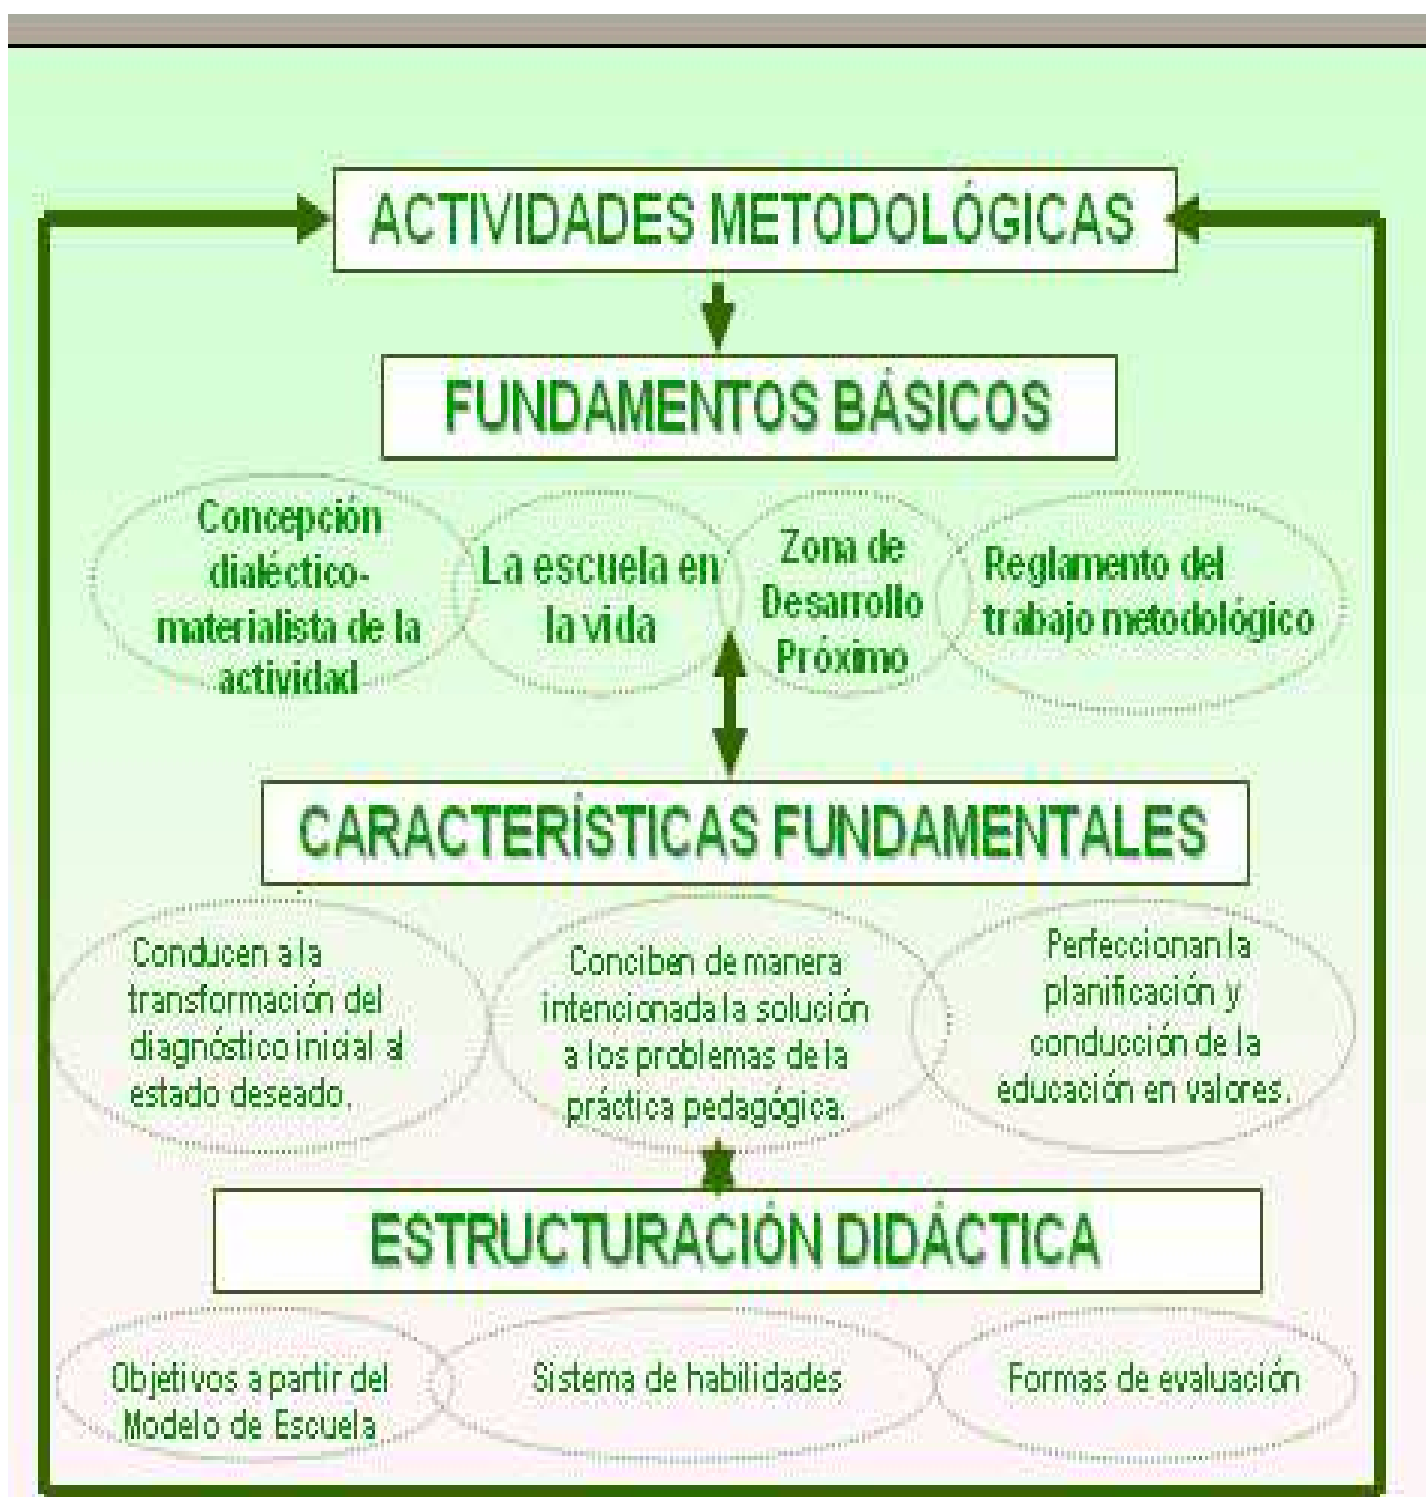 ACTIVIDADES METODOLÓGICAS
FUNDAMENTOS BÁSICOS
Concepción
dialéctico-
materialista de la
actividad
La escuela en
la vida
Zona de
Desarrollo
Próximo
Reglamento del
trabajo metodológico
CARACTERÍSTICAS FUNDAMENTALES
Conducen a la
transformación del
diagnóstico inicial al
estado deseado.
Conciben de manera
intencionada la solución
a los problemas de la
práctica pedagógica.
Perfeccionan la
planificación y
conducción de la
educación en valores.
ESTRUCTURACIÓN DIDÁCTICA
Objetivos a partir del
Modelo de Escuela
Sistema de habilidades
Formas de evaluación